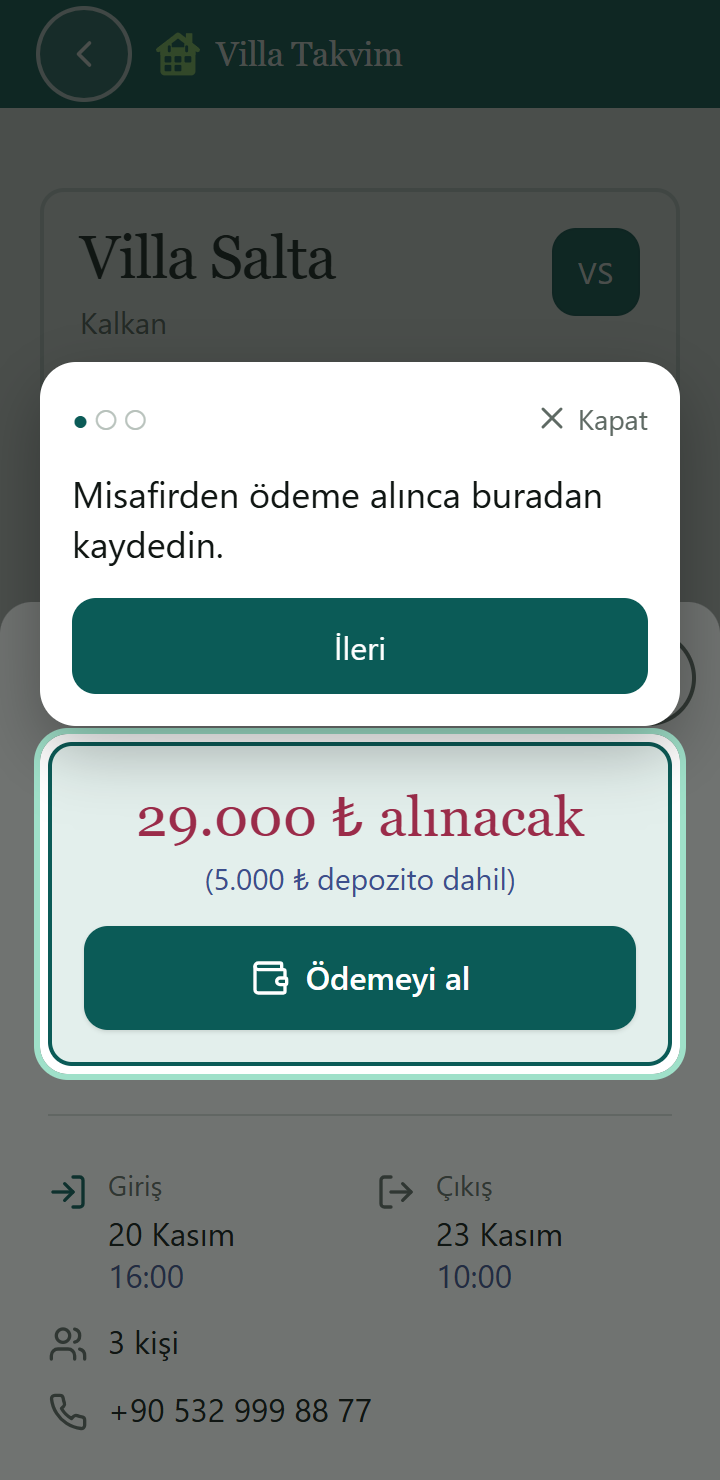 Villa Takvim
Villa Salta
VS
Kalkan
Kapat
Misafirden ödeme alınca buradan
kaydedin.
İleri
29.000 ₺ alınacak
(5.000 ₺ depozito dahil)
Ödemeyi al
Giriş
20 Kasım
16:00
Çıkış
23 Kasım
10:00
3 kişi
+90 532 999 88 77